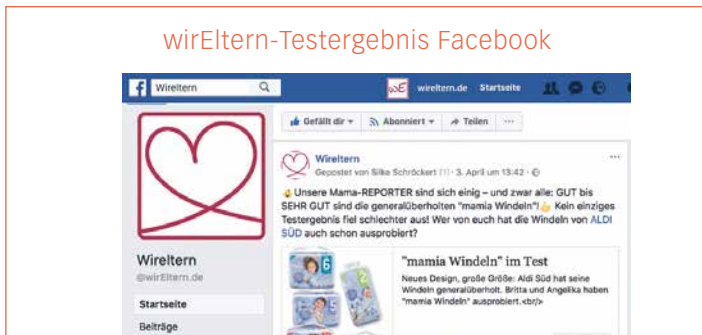 wirEltern-Testergebnis Facebook
Wireltern
wE wireltern.de Startseite
Gefällt dir Abonniert Teilen ...
Wireltern
Gepostet von Silke Schröckert [?] · 3. April um 13:42 ·
Unsere Mama-REPORTER sind sich einig – und zwar alle: GUT bis
SEHR GUT sind die generalüberholten "mamia Windeln"! Kein einziges
Testergebnis fiel schlechter aus! Wer von euch hat die Windeln von ALDI
SÜD auch schon ausprobiert?
Wireltern
@wirEltern.de
Startseite
Beiträge
6
5
"mamia Windeln" im Test
Neues Design, große Größe: Aldi Süd hat seine
Windeln generalüberholt. Britta und Angelika haben
"mamia Windeln" ausprobiert.<br/>